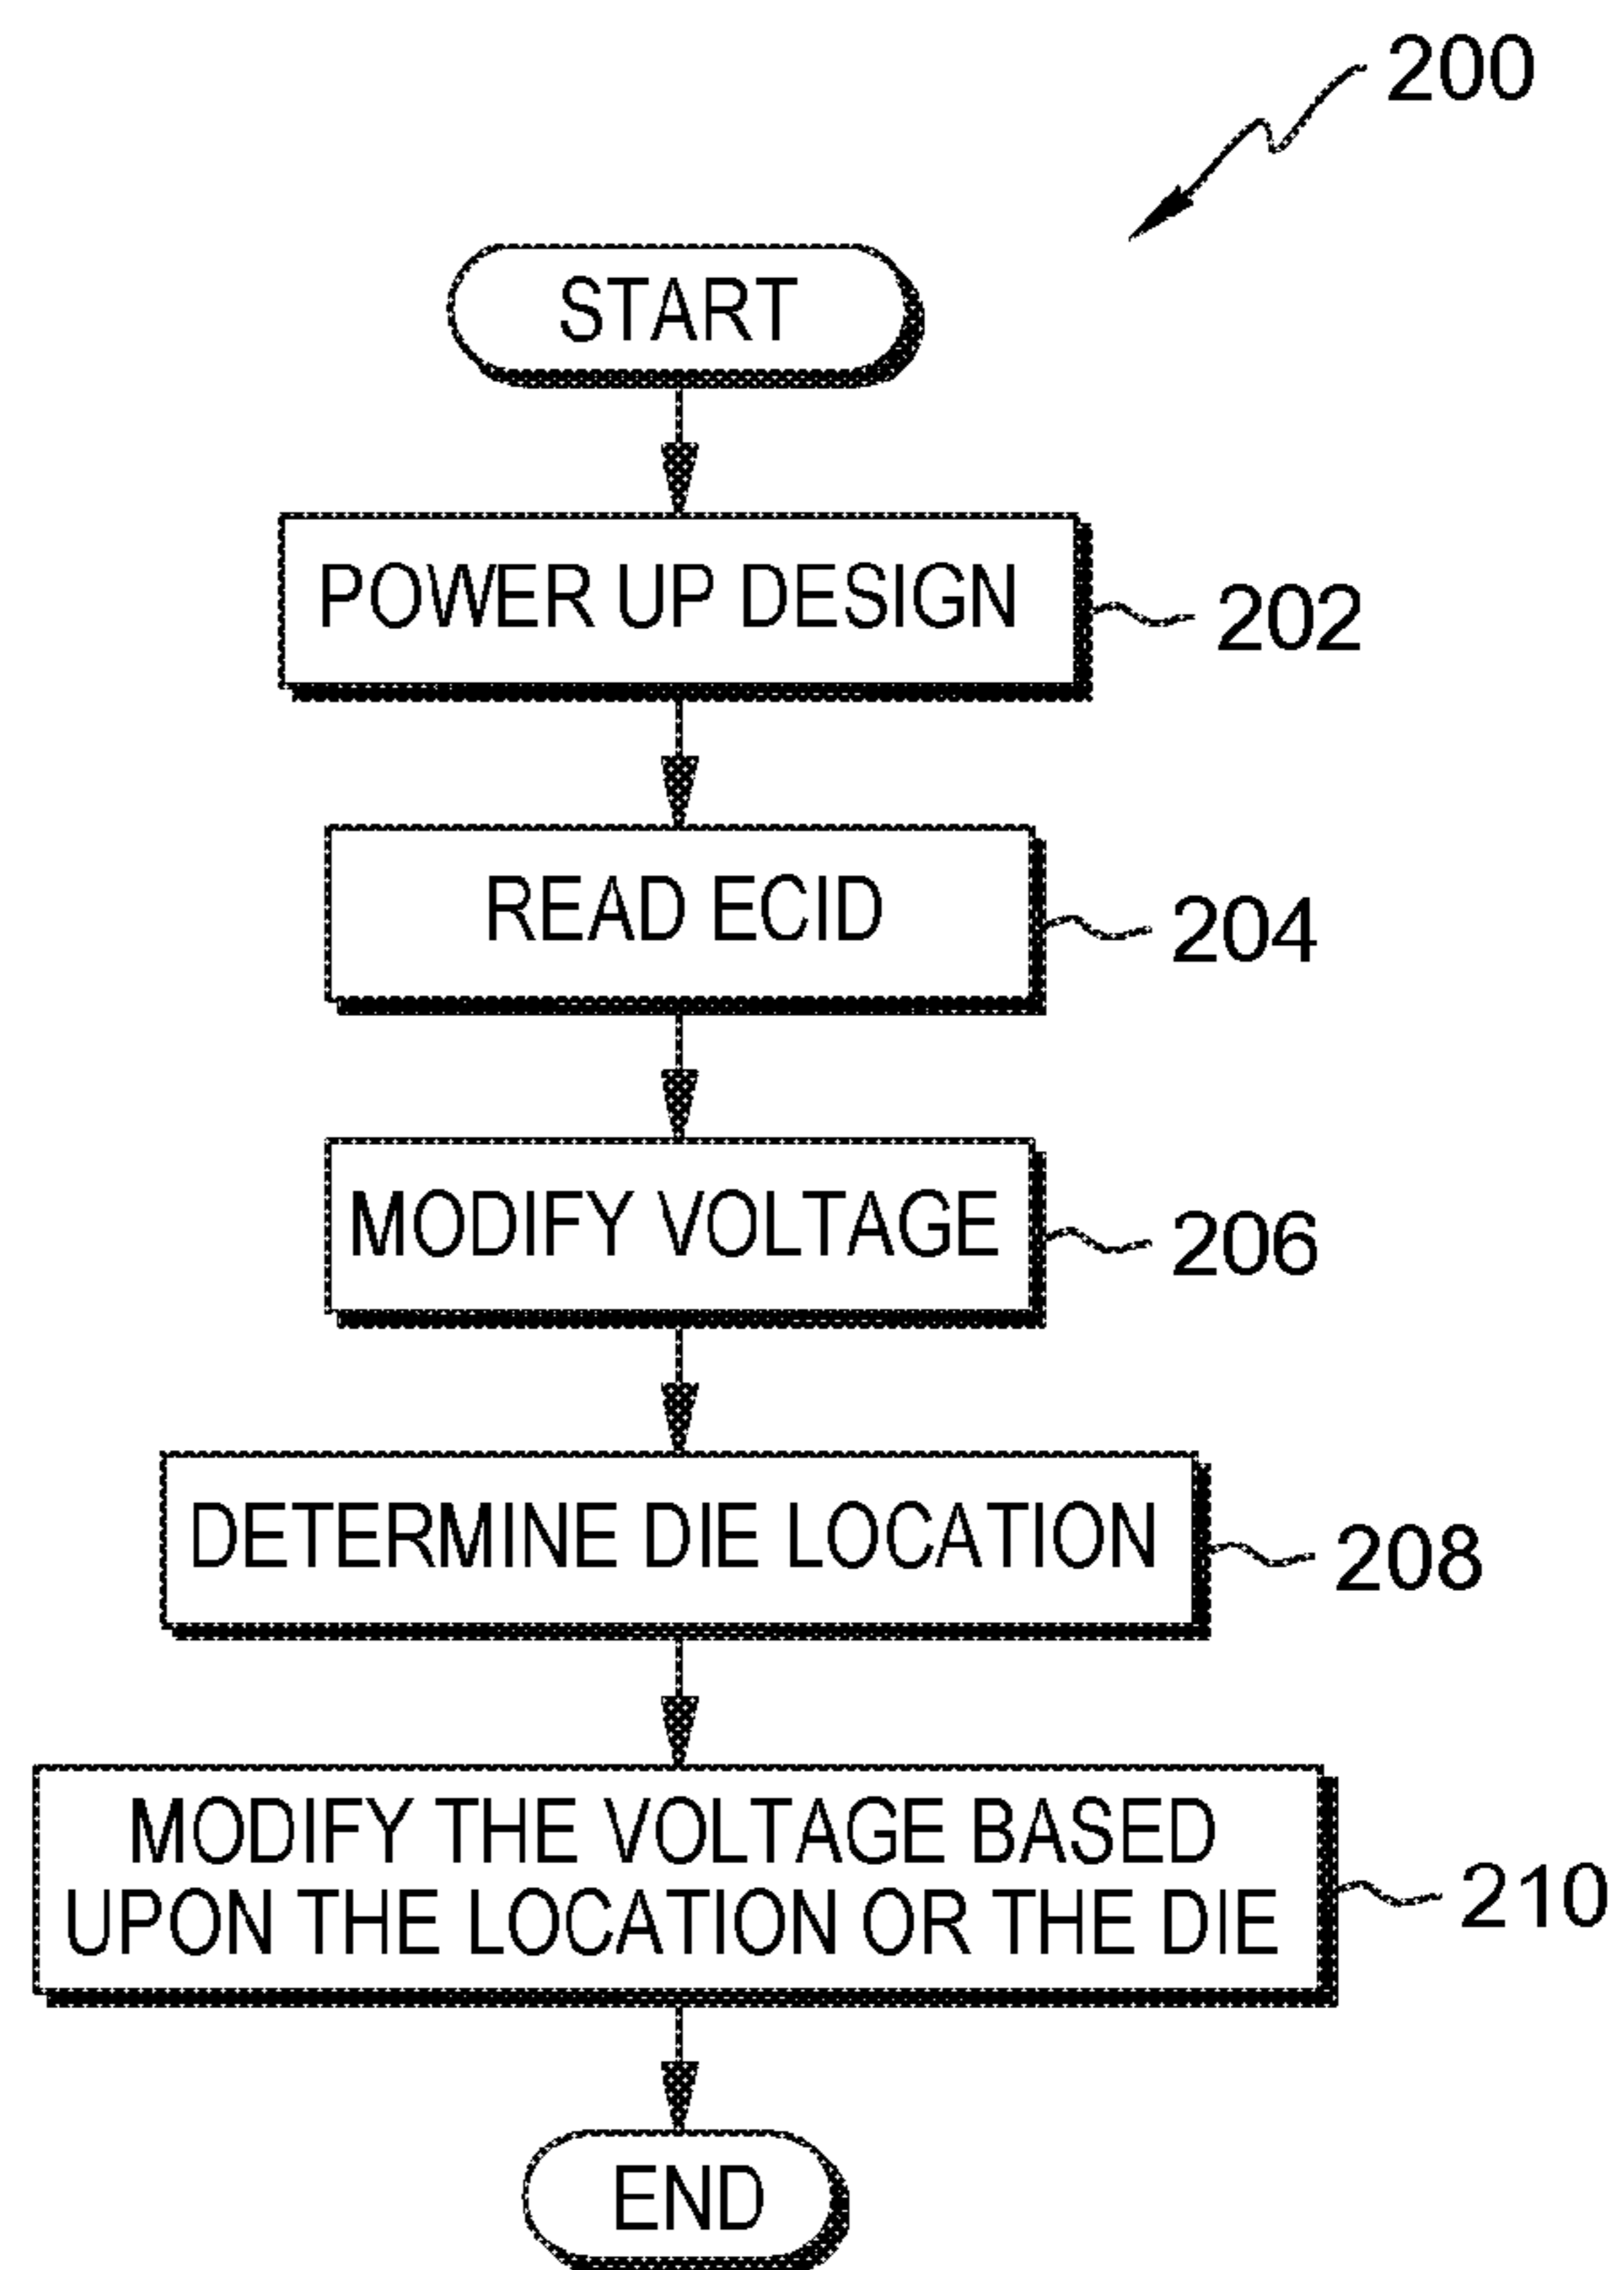 200
START
POWER UP DESIGN
202
READ ECID
204
MODIFY VOLTAGE
206
DETERMINE DIE LOCATION
208
MODIFY THE VOLTAGE BASED
UPON THE LOCATION OR THE DIE
210
END